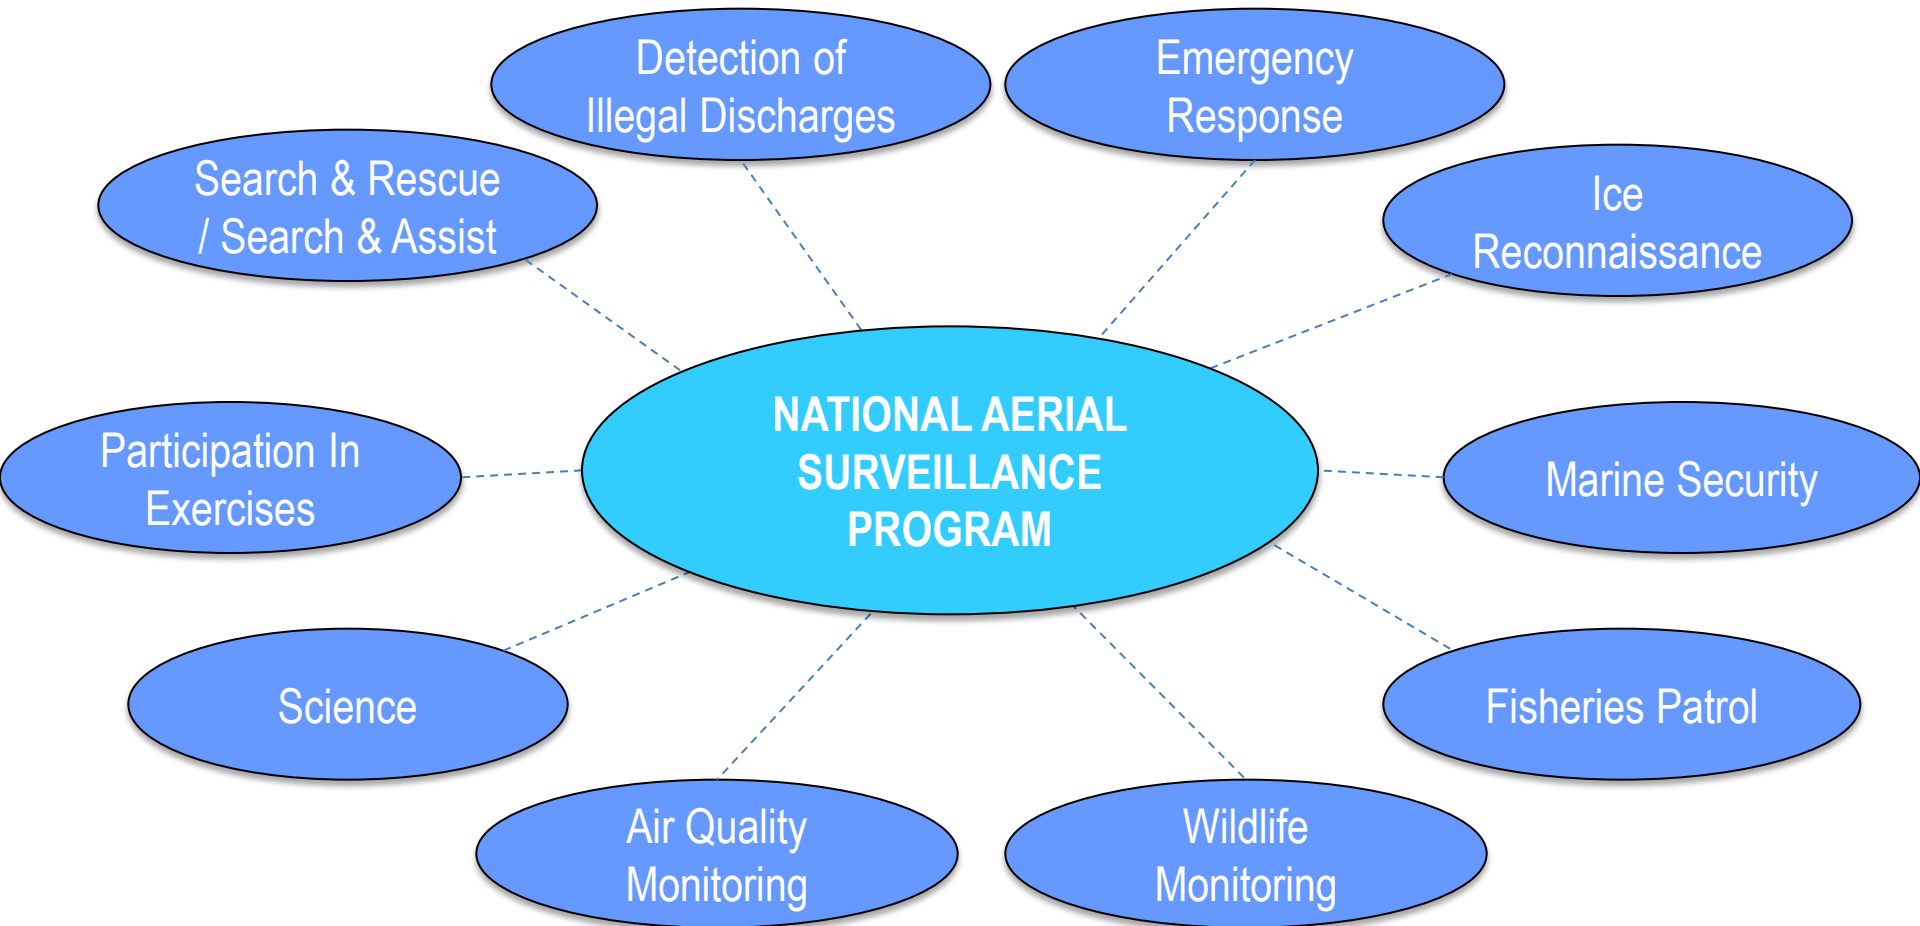 Detection of
Illegal Discharges
Emergency
Response
Search & Rescue
/ Search & Assist
Ice
Reconnaissance
NATIONAL AERIAL
SURVEILLANCE
PROGRAM
Participation In
Exercises
Marine Security
Science
Fisheries Patrol
Air Quality
Monitoring
Wildlife
Monitoring